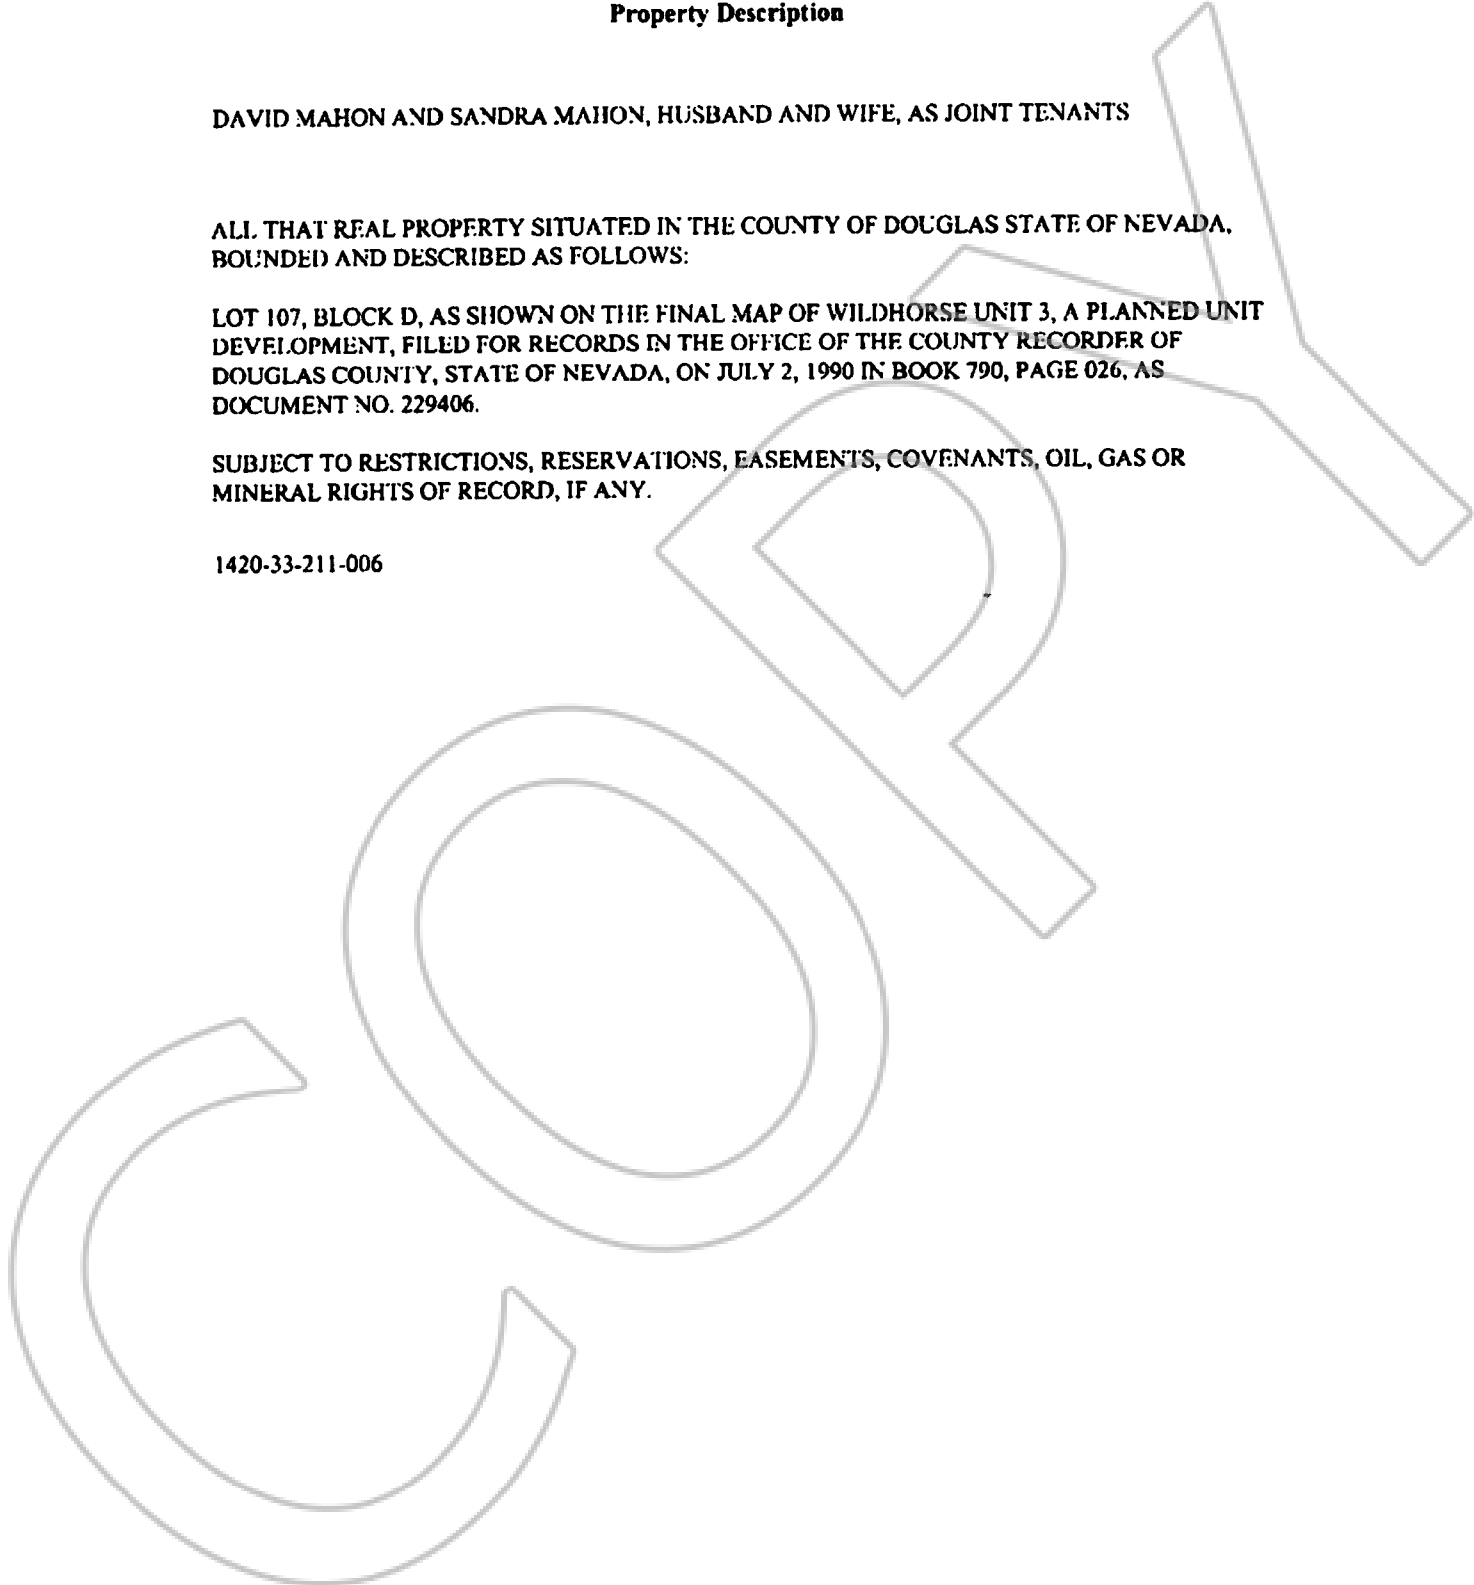 Property Description
DAVID MAHON AND SANDRA MAHON, HUSBAND AND WIFE, AS JOINT TENANTS
ALL THAT REAL PROPERTY SITUATED IN THE COUNTY OF DOUGLAS STATE OF NEVADA,
BOUNDED AND DESCRIBED AS FOLLOWS:
LOT 107, BLOCK D, AS SHOWN ON THE FINAL MAP OF WILDHORSE UNIT 3, A PLANNED UNIT
DEVELOPMENT, FILED FOR RECORDS IN THE OFFICE OF THE COUNTY RECORDER OF
DOUGLAS COUNTY, STATE OF NEVADA, ON JULY 2, 1990 IN BOOK 790, PAGE 026, AS
DOCUMENT NO. 229406.
SUBJECT TO RESTRICTIONS, RESERVATIONS, EASEMENTS, COVENANTS, OIL, GAS OR
MINERAL RIGHTS OF RECORD, IF ANY.
1420-33-211-006
COPY